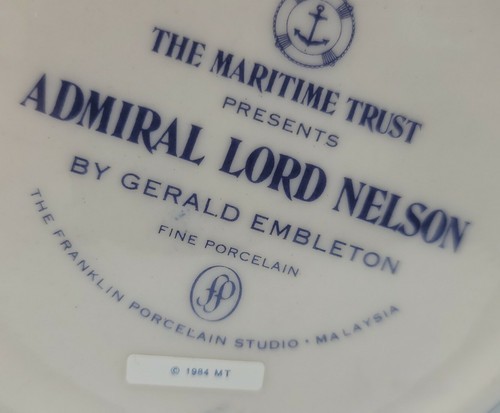 THE MARITIME TRUST
PRESENTS
ADMIRAL LORD NELSON
BY GERALD EMBLETON
FINE PORCELAIN
FP
THE FRANKLIN PORCELAIN STUDIO · MALAYSIA
© 1984 MT